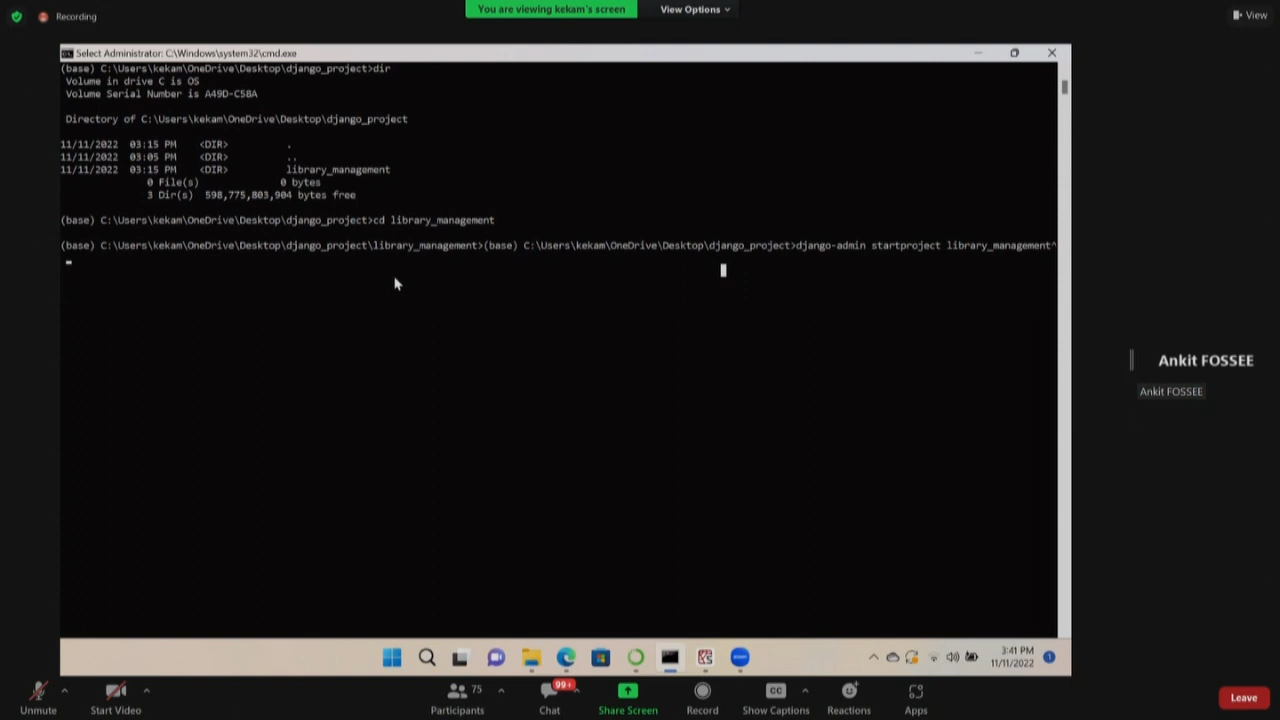 Recording
You are viewing kekam's screen
View Options
View
Select Administrator: C:\Windows\system32\cmd.exe
(base) C:\Users\kekam\OneDrive\Desktop\django_project>dir
Volume in drive C is OS
Volume Serial Number is A49D-C58A
Directory of C:\Users\kekam\OneDrive\Desktop\django_project
11/11/2022 03:15 PM <DIR> .
11/11/2022 03:05 PM <DIR> ..
11/11/2022 03:15 PM <DIR> library_management
0 File(s) 0 bytes
3 Dir(s) 598,775,803,904 bytes free
(base) C:\Users\kekam\OneDrive\Desktop\django_project>cd library_management
(base) C:\Users\kekam\OneDrive\Desktop\django_project\library_management>(base) C:\Users\kekam\OneDrive\Desktop\django_project>django-admin startproject library_management^
Ankit FOSSEE
Ankit FOSSEE
3:41 PM
11/11/2022
1
Unmute
Start Video
Participants
75
Chat
99+
Share Screen
Record
CC
Show Captions
Reactions
Apps
Leave